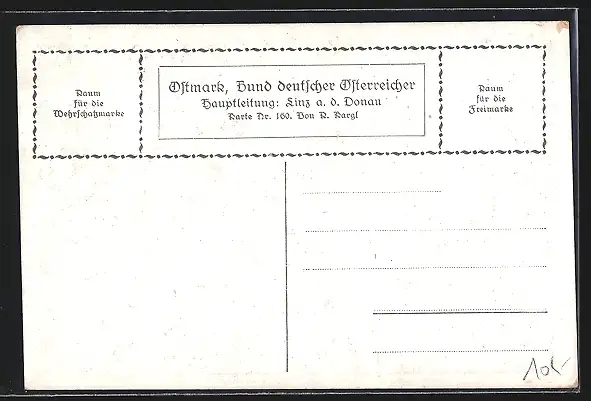 Raum
für die
Wehrschatzmarke
Ostmark, Bund deutscher Österreicher
Hauptleitung: Linz a. d. Donau
Karte Nr. 160. Von R. Kargl
Raum
für die
Freimarke
10,-